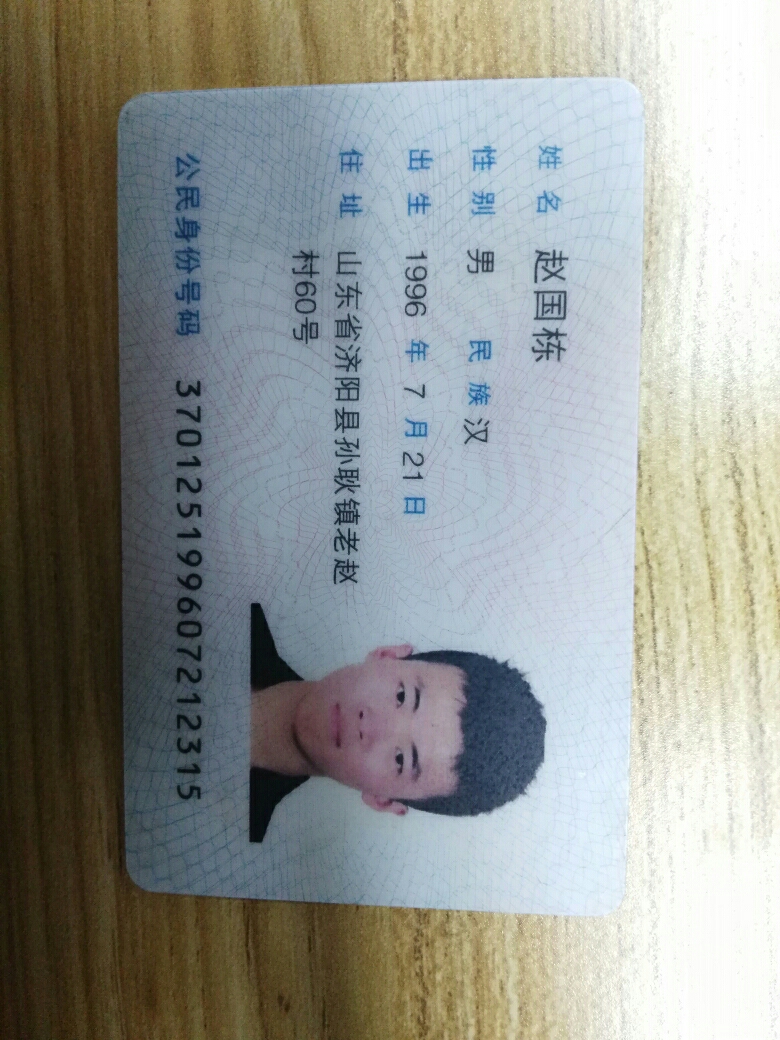 姓名 赵国栋
性别 男 民族 汉
出生 1996 年 7 月 21 日
住址 山东省济阳县孙耿镇老赵
村60号
公民身份号码 370125199607212315